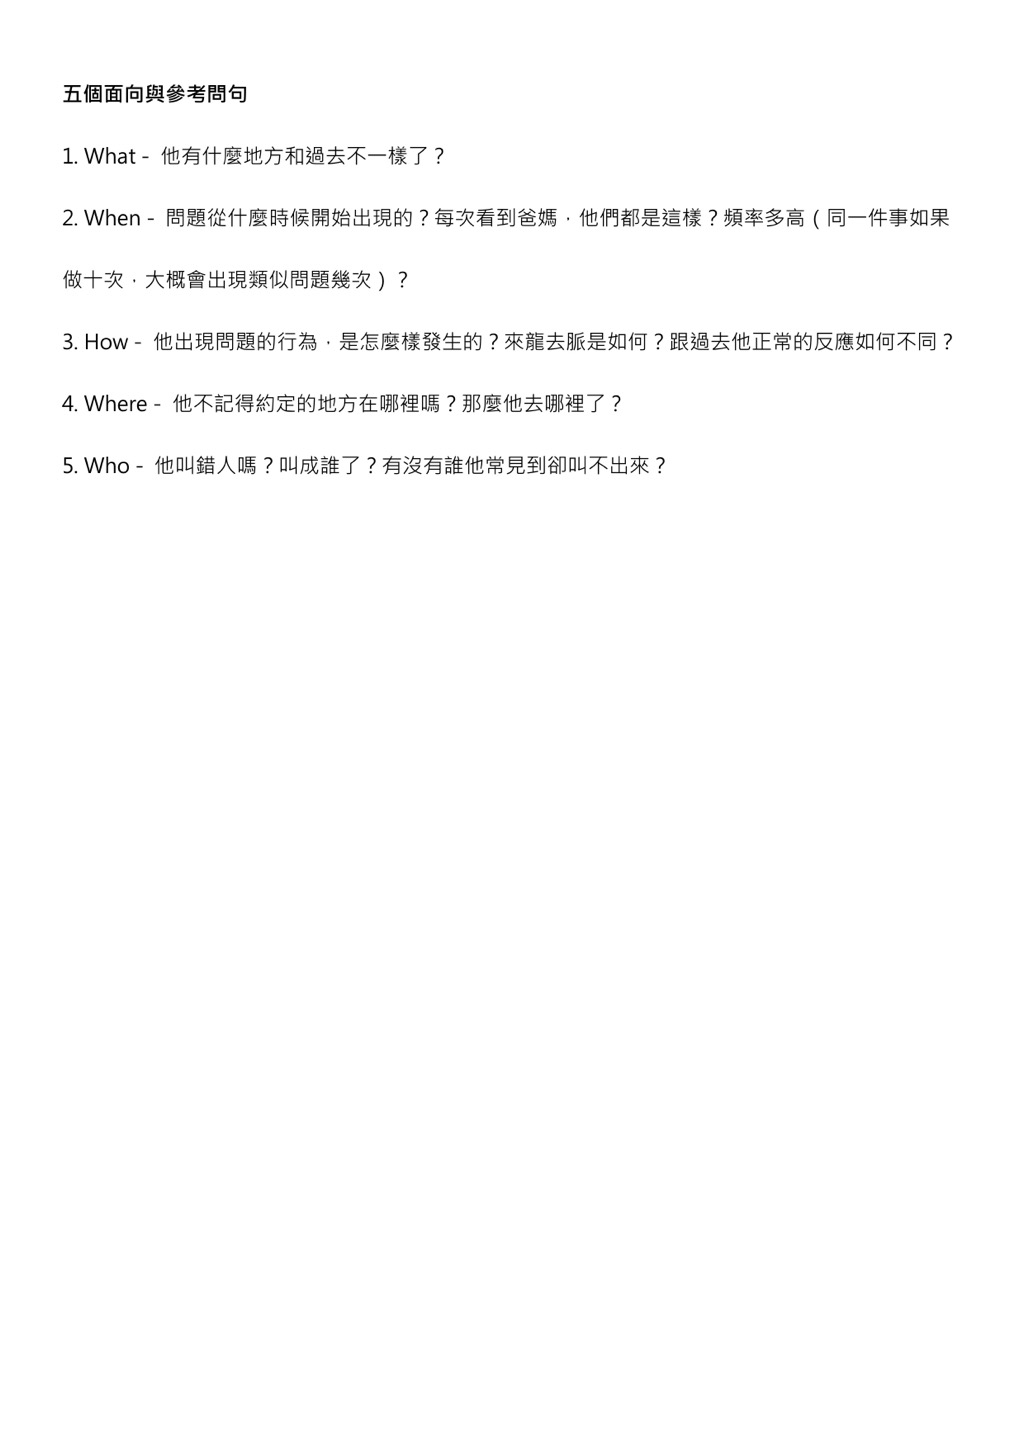 五個面向與參考問句
1. What - 他有什麼地方和過去不一樣了？
2. When - 問題從什麼時候開始出現的？每次看到爸媽，他們都是這樣？頻率多高（同一件事如果
做十次，大概會出現類似問題幾次）？
3. How - 他出現問題的行為，是怎麼樣發生的？來龍去脈是如何？跟過去他正常的反應如何不同？
4. Where - 他不記得約定的地方在哪裡嗎？那麼他去哪裡了？
5. Who - 他叫錯人嗎？叫成誰了？有沒有誰他常見到卻叫不出來？